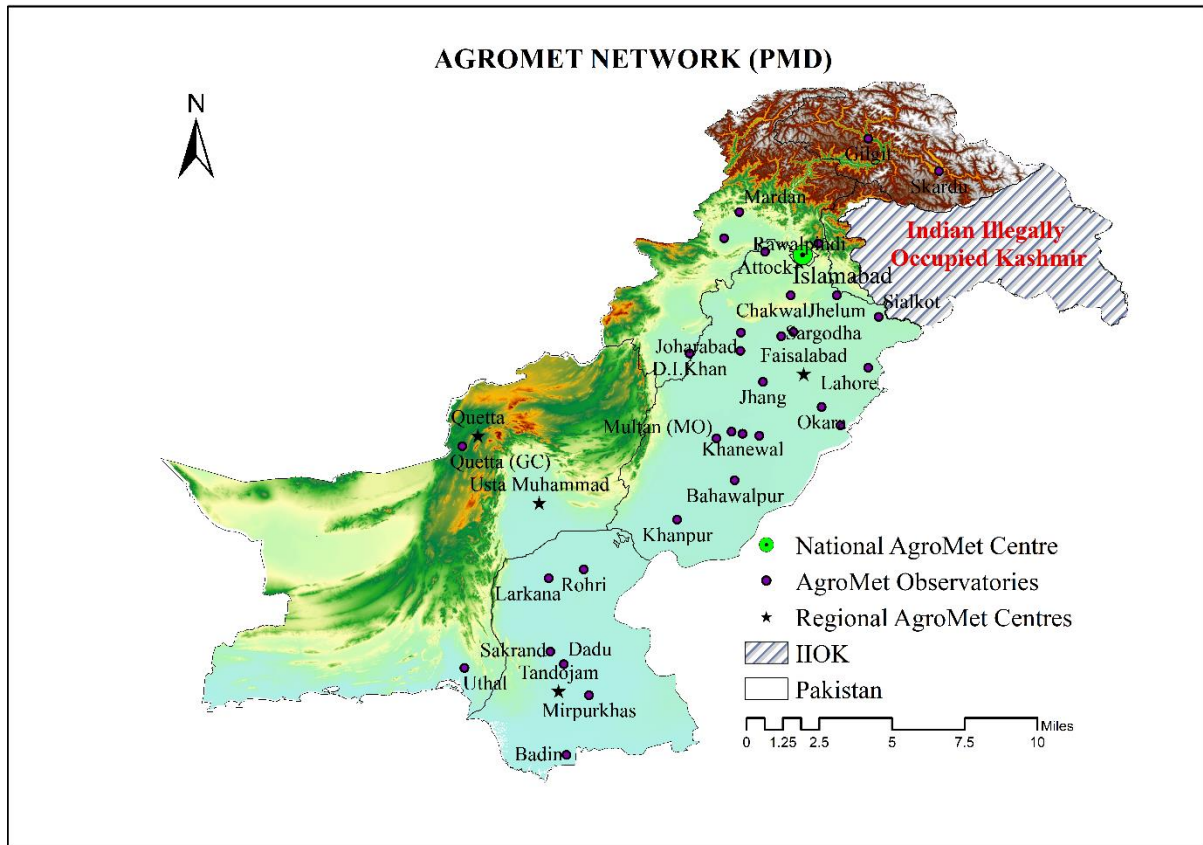 AGROMET NETWORK (PMD)
N
Gilgit
Skardu
Mardan
Indian Illegally
Occupied Kashmir
Rawalpindi
Attock
Islamabad
Sialkot
Chakwal
Jhelum
Sargodha
Joharabad
Faisalabad
D.I.Khan
Lahore
Jhang
Okara
Quetta
Multan (MO)
Khanewal
Quetta (GC)
Usta Muhammad
Bahawalpur
Khanpur
National AgroMet Centre
AgroMet Observatories
Regional AgroMet Centres
IIOK
Pakistan
Rohri
Larkana
Sakrand
Dadu
Tandojam
Uthal
Mirpurkhas
Badin
Miles
0 1.25 2.5 5 7.5 10